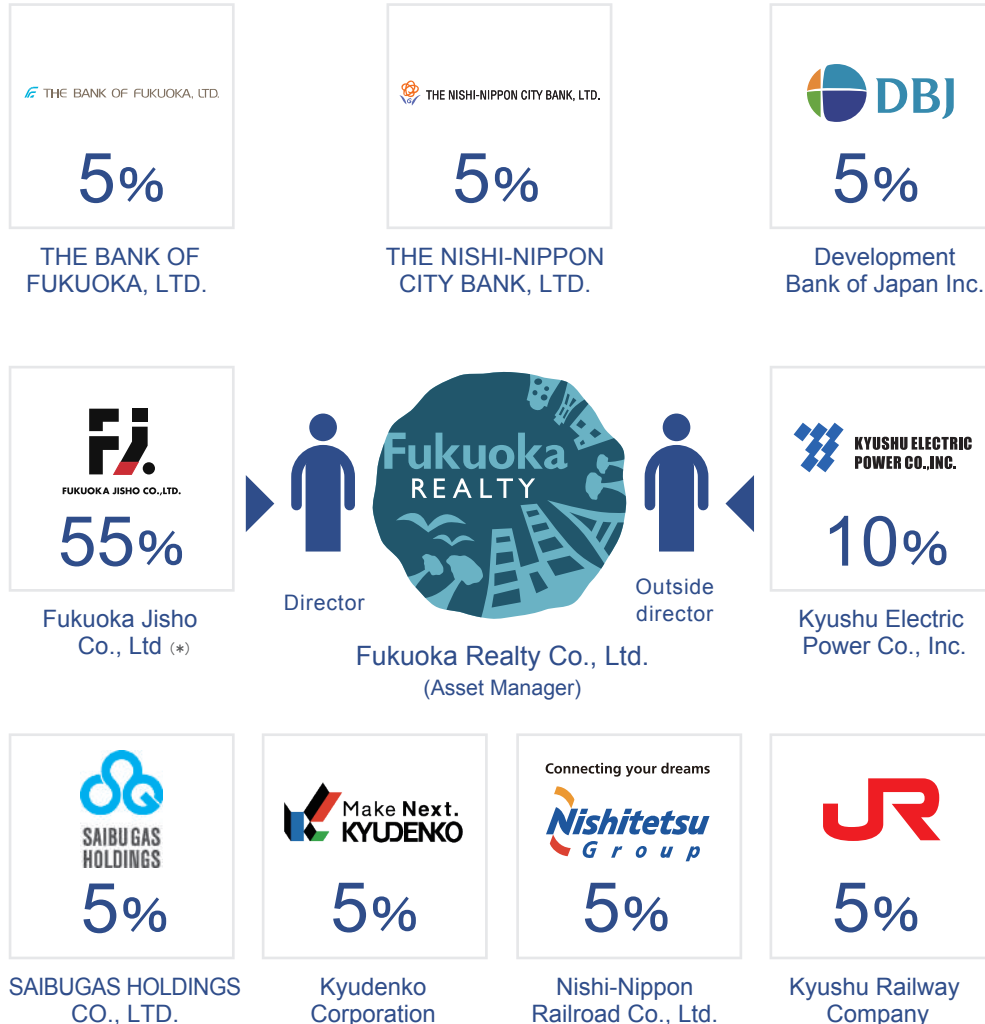 THE BANK OF FUKUOKA, LTD.
5%
THE BANK OF
FUKUOKA, LTD.
THE NISHI-NIPPON CITY BANK, LTD.
5%
THE NISHI-NIPPON
CITY BANK, LTD.
DBJ
5%
Development
Bank of Japan Inc.
FJ.
FUKUOKA JISHO CO.,LTD.
55%
Fukuoka Jisho
Co., Ltd (*)
Director
Fukuoka
REALTY
Fukuoka Realty Co., Ltd.
(Asset Manager)
Outside
director
KYUSHU ELECTRIC
POWER CO.,INC.
10%
Kyushu Electric
Power Co., Inc.
SAIBU GAS
HOLDINGS
5%
SAIBUGAS HOLDINGS
CO., LTD.
Make Next.
KYUDENKO
5%
Kyudenko
Corporation
Connecting your dreams
Nishitetsu
Group
5%
Nishi-Nippon
Railroad Co., Ltd.
JR
5%
Kyushu Railway
Company